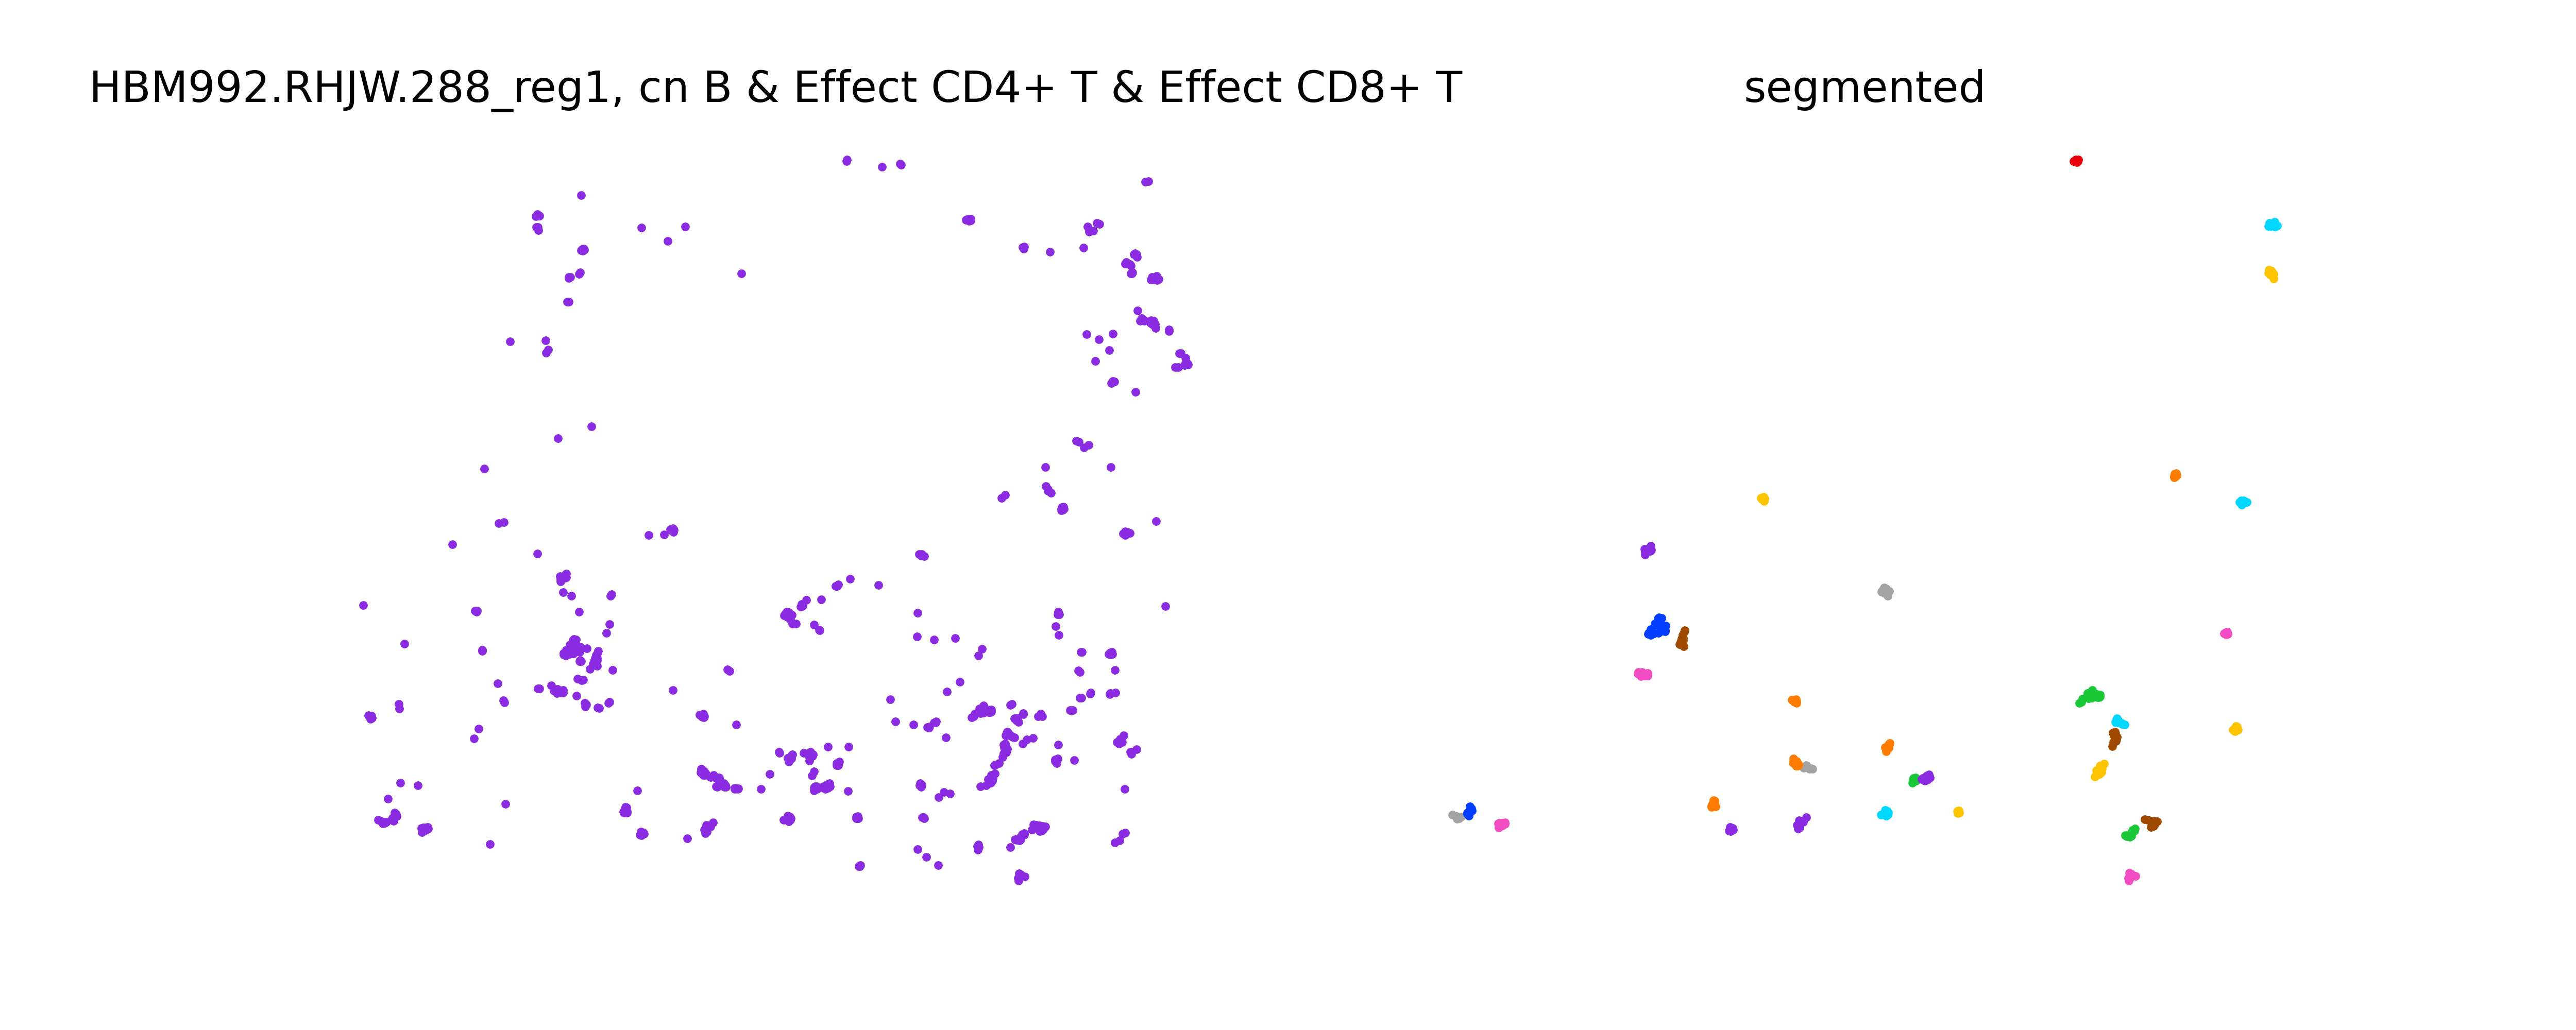 HBM992.RHJW.288_reg1, cn B & Effect CD4+ T & Effect CD8+ T
segmented